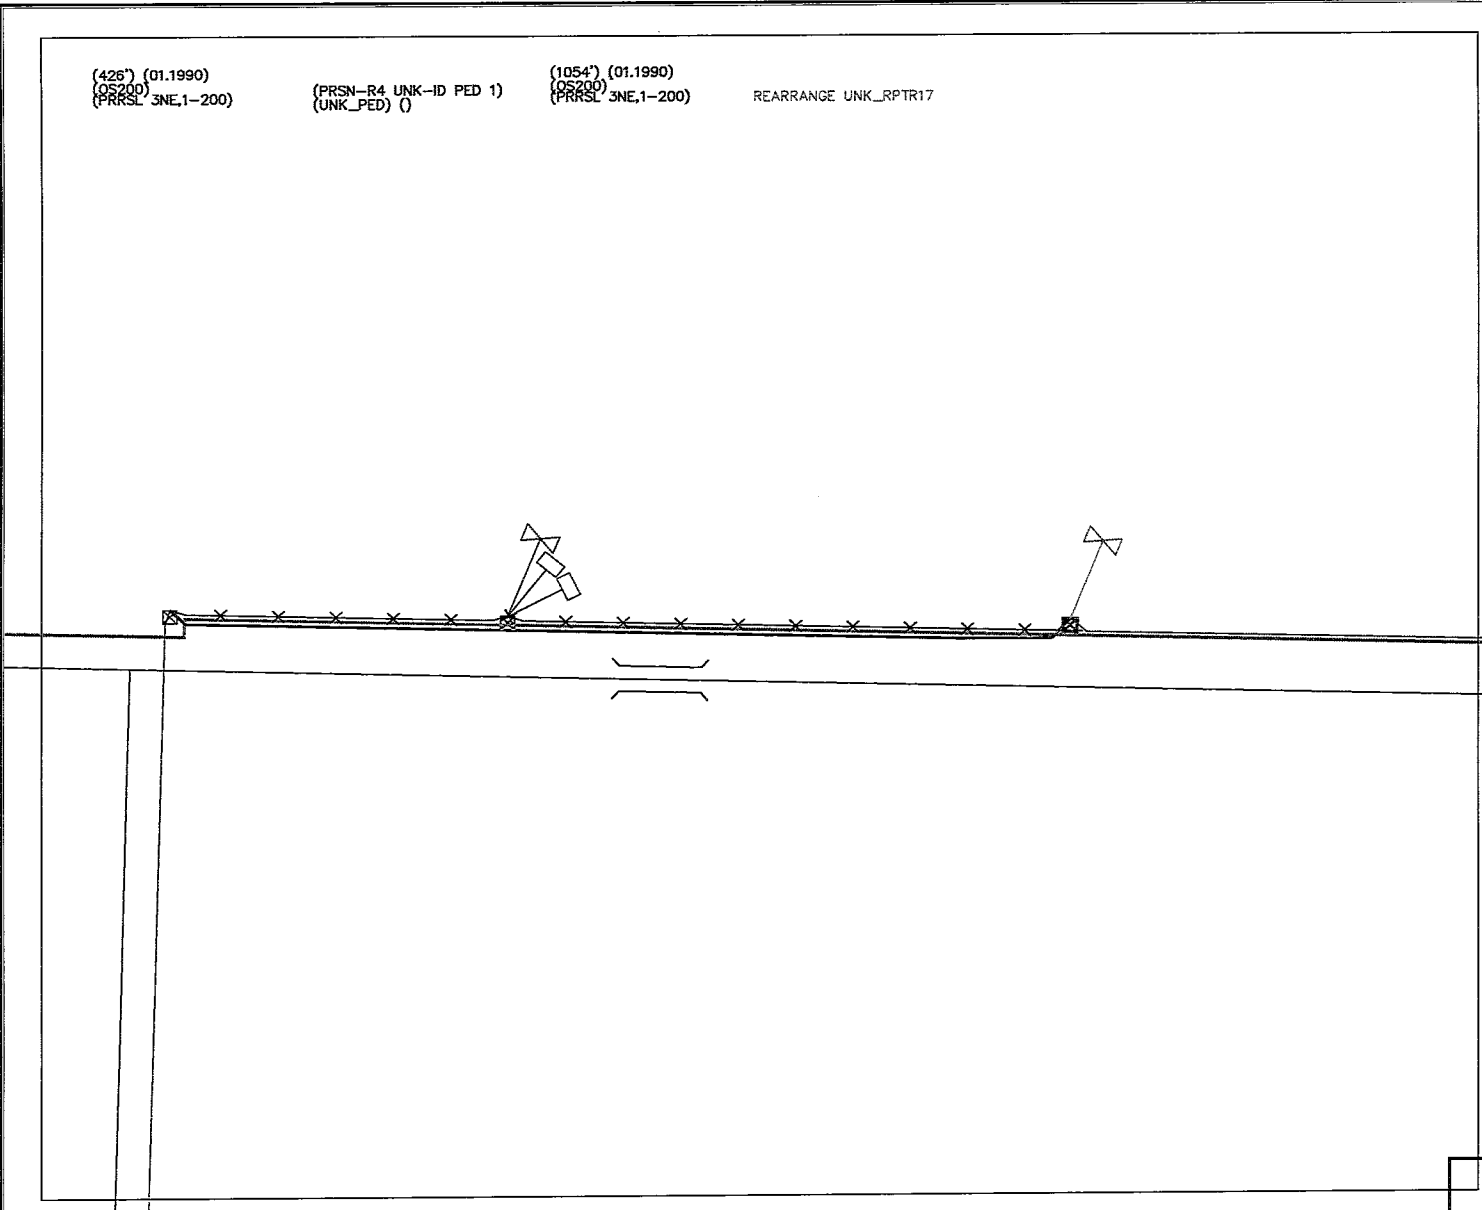 (426') (01.1990)
(OS200)
(PRRSL 3NE,1-200)
(PRSN-R4 UNK-ID PED 1)
(UNK_PED) ()
(1054') (01.1990)
(OS200)
(PRRSL 3NE,1-200)
REARRANGE UNK_RPTR17